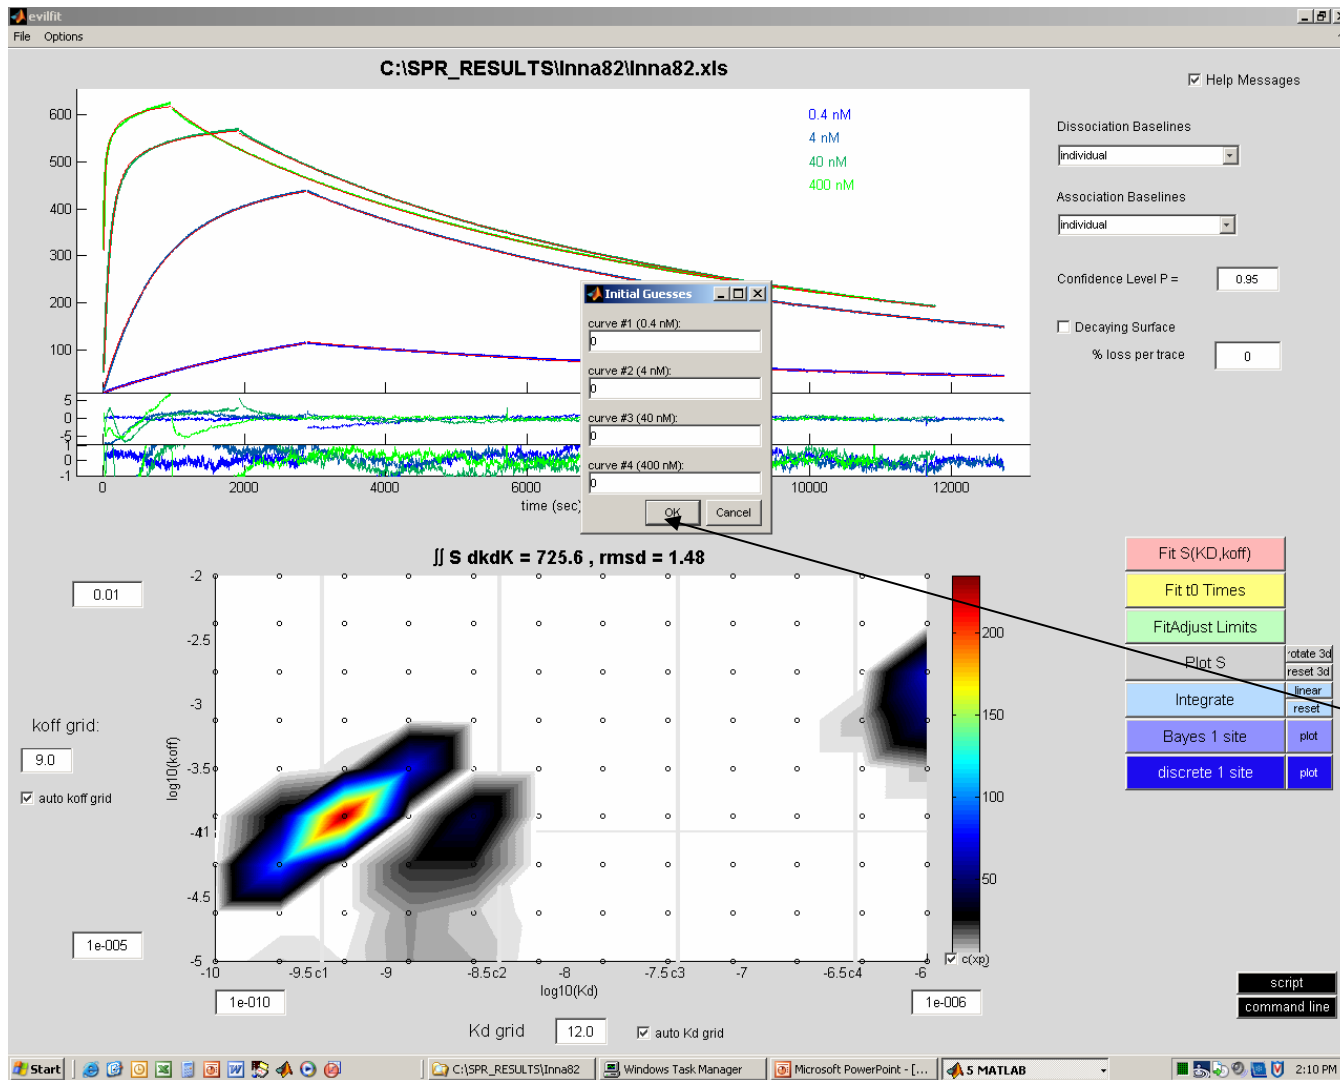 evilfit
File Options
C:\SPR_RESULTS\Inna82\Inna82.xls
Help Messages
600
500
400
300
200
100
5
0
-5
1
0
-1
0.4 nM
4 nM
40 nM
400 nM
0
2000
4000
6000
10000
12000
time (sec)
Dissociation Baselines
individual
Association Baselines
individual
Confidence Level P =
0.95
Decaying Surface
% loss per trace
0
Initial Guesses
curve #1 (0.4 nM):
0
curve #2 (4 nM):
0
curve #3 (40 nM):
0
curve #4 (400 nM):
0
OK
Cancel
∫∫ S dkdK = 725.6 , rmsd = 1.48
0.01
koff grid:
9.0
auto koff grid
1e-005
log10(koff)
-2
-2.5
-3
-3.5
-41
-4.5
-5
-10
-9.5c1
-9
-8.5c2
-8
-7.5c3
-7
-6.5c4
-6
log10(Kd)
200
150
100
50
c(xp)
1e-010
1e-006
Kd grid
12.0
auto Kd grid
Fit S(KD,koff)
Fit t0 Times
FitAdjust Limits
Plot S
rotate 3d
reset 3d
Integrate
linear
reset
Bayes 1 site
plot
discrete 1 site
plot
script
command line
Start
C:\SPR_RESULTS\Inna82
Windows Task Manager
Microsoft PowerPoint - [...
5 MATLAB
2:10 PM